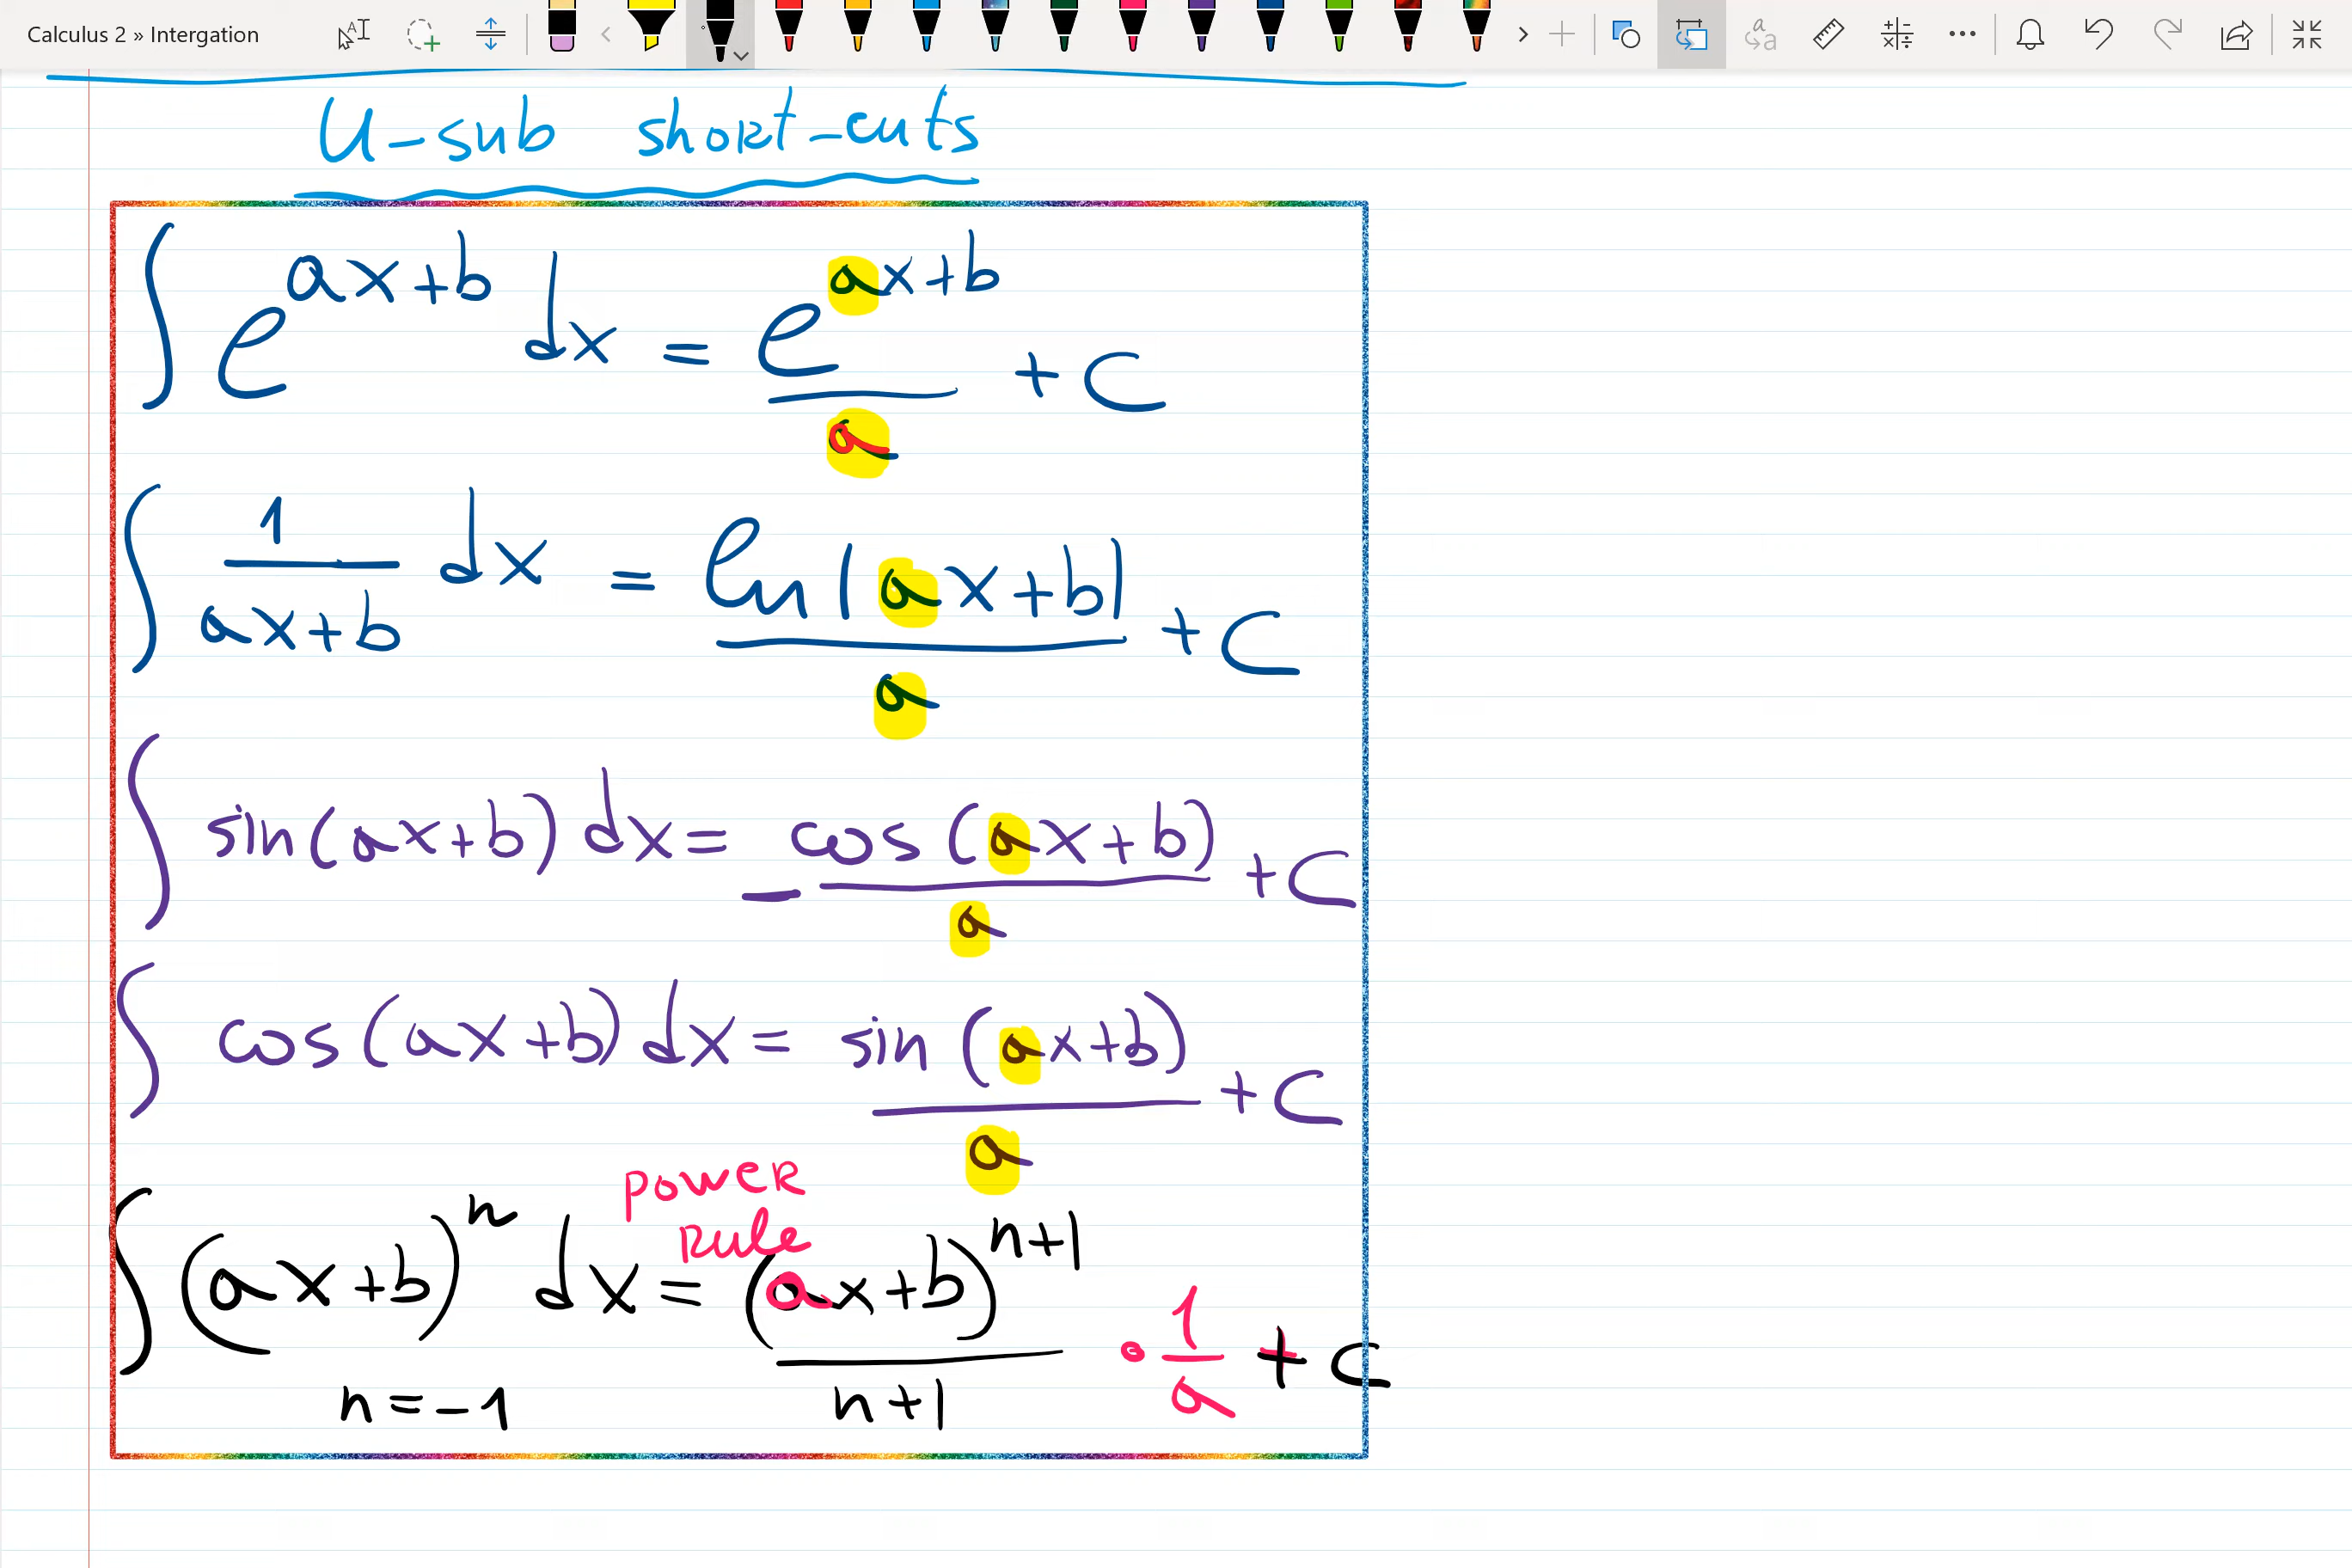 Calculus 2 » Intergation
U-sub short-cuts
∫ e^(ax+b) dx = e^(ax+b)/a + C
∫ 1/(ax+b) dx = ln|ax+b|/a + C
∫ sin(ax+b) dx = - cos(ax+b)/a + C
∫ cos(ax+b) dx = sin(ax+b)/a + C
power
rule
∫ (ax+b)^n dx = (ax+b)^(n+1)/(n+1) · 1/a + C
n=-1